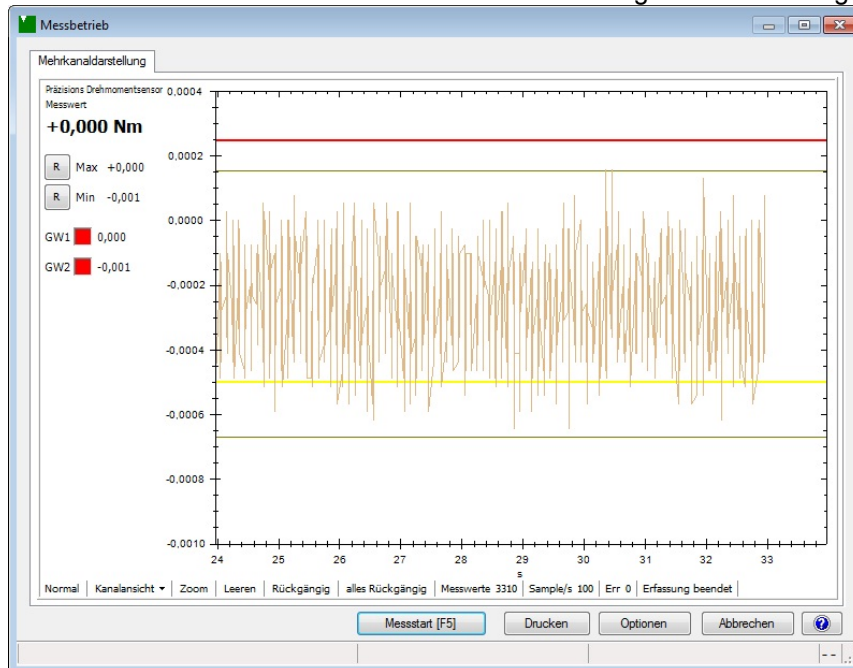 Messbetrieb
Mehrkanaldarstellung
Präzisions Drehmomentsensor
Messwert
+0,000 Nm
R Max +0,000
R Min -0,001
GW1 0,000
GW2 -0,001
0,0004
0,0002
0,0000
-0,0002
-0,0004
-0,0006
-0,0008
-0,0010
24 25 26 27 28 29 30 31 32 33
s
Normal Kanalansicht Zoom Leeren Rückgängig alles Rückgängig Messwerte 3310 Sample/s 100 Err 0 Erfassung beendet
Messstart [F5] Drucken Optionen Abbrechen ?
--